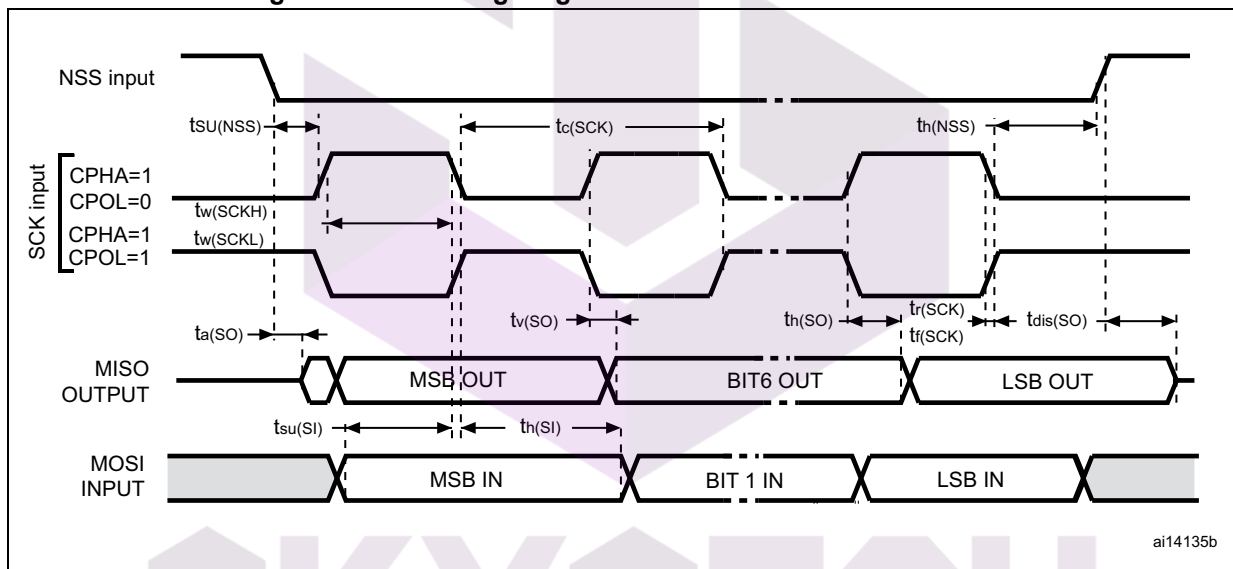 NSS input
tSU(NSS)
tc(SCK)
th(NSS)
SCK input
CPHA=1
CPOL=0
tw(SCKH)
CPHA=1
tw(SCKL)
CPOL=1
ta(SO)
tv(SO)
th(SO)
tr(SCK)
tf(SCK)
tdis(SO)
MISO
OUTPUT
MSB OUT
BIT6 OUT
LSB OUT
tsu(SI)
th(SI)
MOSI
INPUT
MSB IN
BIT 1 IN
LSB IN
ai14135b